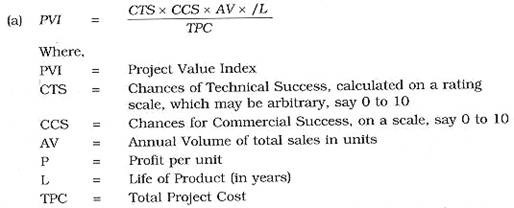 CTS × CCS × AV × /L
(a) PVI = 
TPC
Where,
PVI = Project Value Index
CTS = Chances of Technical Success, calculated on a rating
scale, which may be arbitrary, say 0 to 10
CCS = Chances for Commercial Success, on a scale, say 0 to 10
AV = Annual Volume of total sales in units
P = Profit per unit
L = Life of Product (in years)
TPC = Total Project Cost